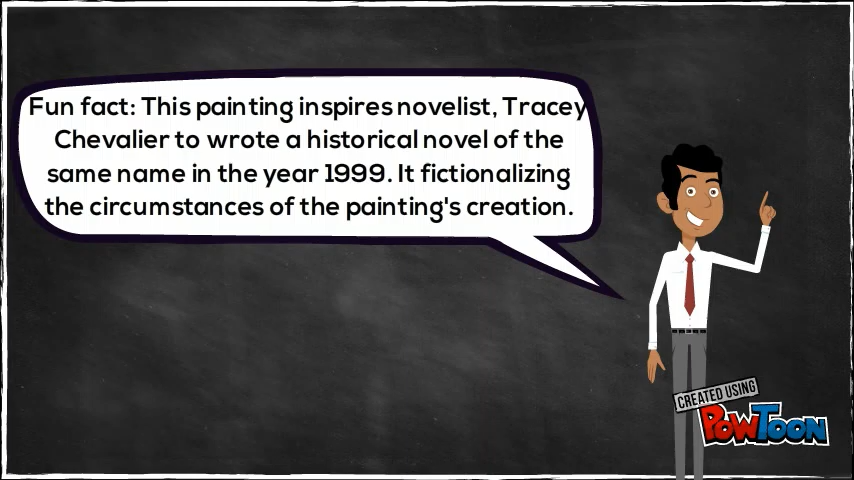 Fun fact: This painting inspires novelist, Tracey
Chevalier to wrote a historical novel of the
same name in the year 1999. It fictionalizing
the circumstances of the painting's creation.
CREATED USING
POWTOON